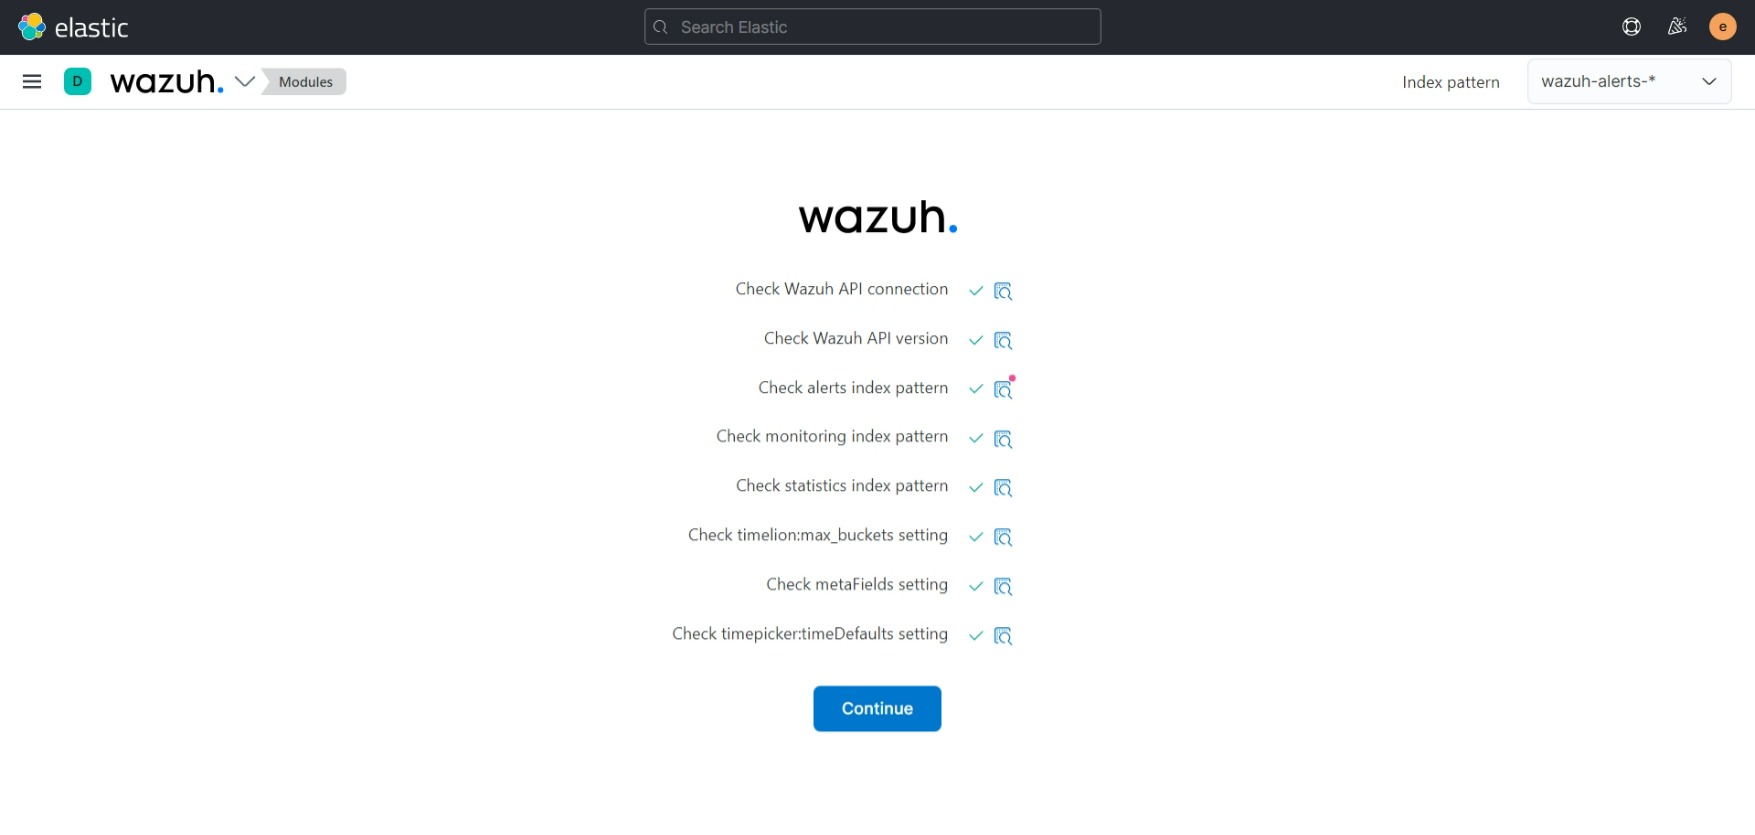 elastic
Search Elastic
e
D
wazuh.
Modules
Index pattern
wazuh-alerts-*
wazuh.
Check Wazuh API connection
Check Wazuh API version
Check alerts index pattern
Check monitoring index pattern
Check statistics index pattern
Check timelion:max_buckets setting
Check metaFields setting
Check timepicker:timeDefaults setting
Continue